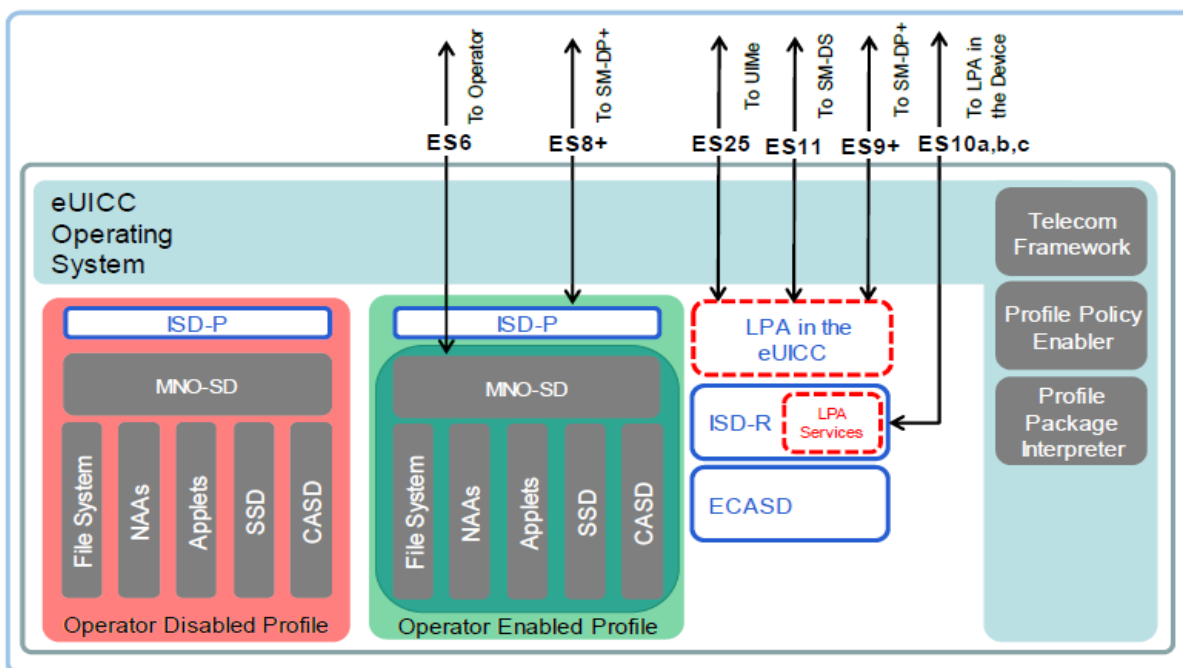 To Operator
To SM-DP+
To UIMe
To SM-DS
To SM-DP+
To LPA in
the Device
ES6
ES8+
ES25
ES11
ES9+
ES10a,b,c
eUICC
Operating
System
Telecom
Framework
Profile Policy
Enabler
Profile
Package
Interpreter
ISD-P
MNO-SD
File System
NAAs
Applets
SSD
CASD
Operator Disabled Profile
ISD-P
MNO-SD
File System
NAAs
Applets
SSD
CASD
Operator Enabled Profile
LPA in the
eUICC
ISD-R
LPA
Services
ECASD